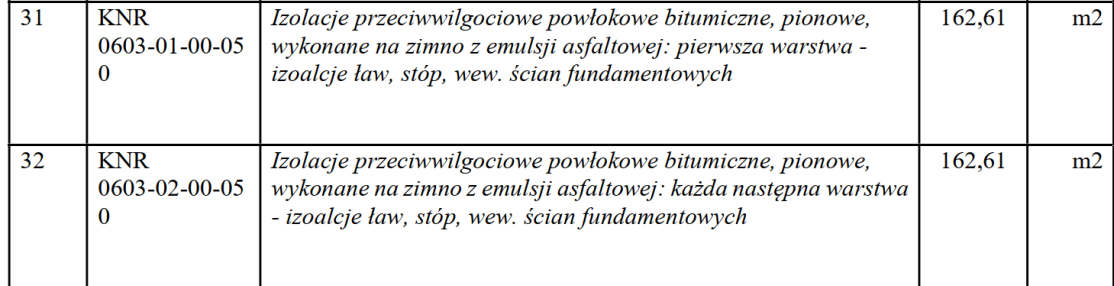 31 KNR Izolacje przeciwwilgociowe powłokowe bitumiczne, pionowe, 162,61 m2
0603-01-00-05 wykonane na zimno z emulsji asfaltowej: pierwsza warstwa -
0 izoalcje ław, stóp, wew. ścian fundamentowych
32 KNR Izolacje przeciwwilgociowe powłokowe bitumiczne, pionowe, 162,61 m2
0603-02-00-05 wykonane na zimno z emulsji asfaltowej: każda następna warstwa
0 - izoalcje ław, stóp, wew. ścian fundamentowych